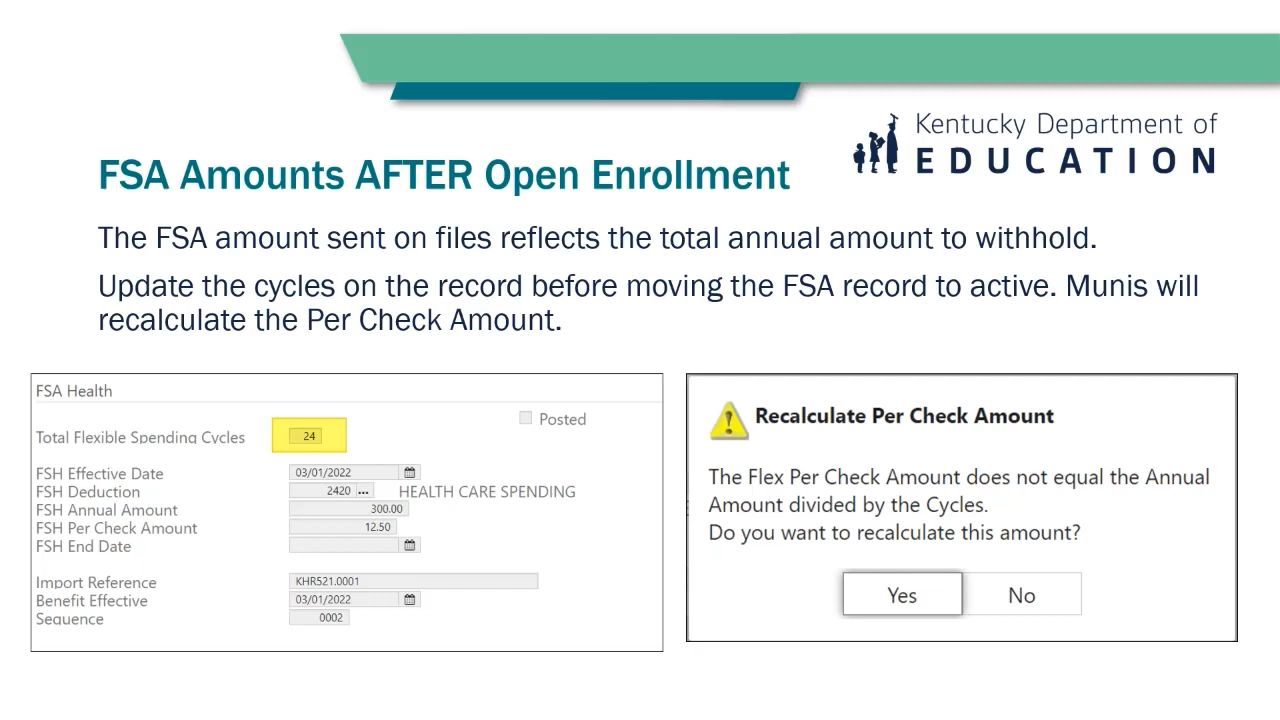 Kentucky Department of
EDUCATION
FSA Amounts AFTER Open Enrollment
The FSA amount sent on files reflects the total annual amount to withhold.
Update the cycles on the record before moving the FSA record to active. Munis will
recalculate the Per Check Amount.
FSA Health
Posted
Total Flexible Spending Cycles 24
FSH Effective Date 03/01/2022
FSH Deduction 2420 ... HEALTH CARE SPENDING
FSH Annual Amount 300.00
FSH Per Check Amount 12.50
FSH End Date
Import Reference KHR521.0001
Benefit Effective 03/01/2022
Sequence 0002
Recalculate Per Check Amount
The Flex Per Check Amount does not equal the Annual
Amount divided by the Cycles.
Do you want to recalculate this amount?
Yes No